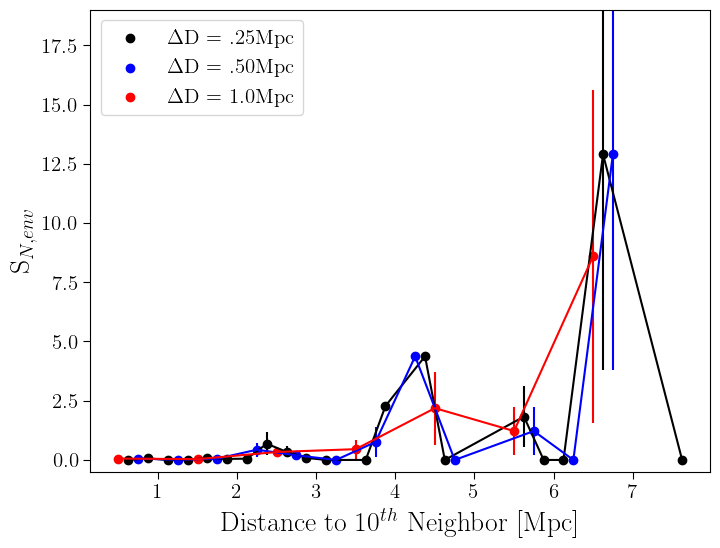 17.5
15.0
12.5
10.0
7.5
5.0
2.5
0.0
S_{N,env}
ΔD = .25Mpc
ΔD = .50Mpc
ΔD = 1.0Mpc
1 2 3 4 5 6 7
Distance to 10^{th} Neighbor [Mpc]